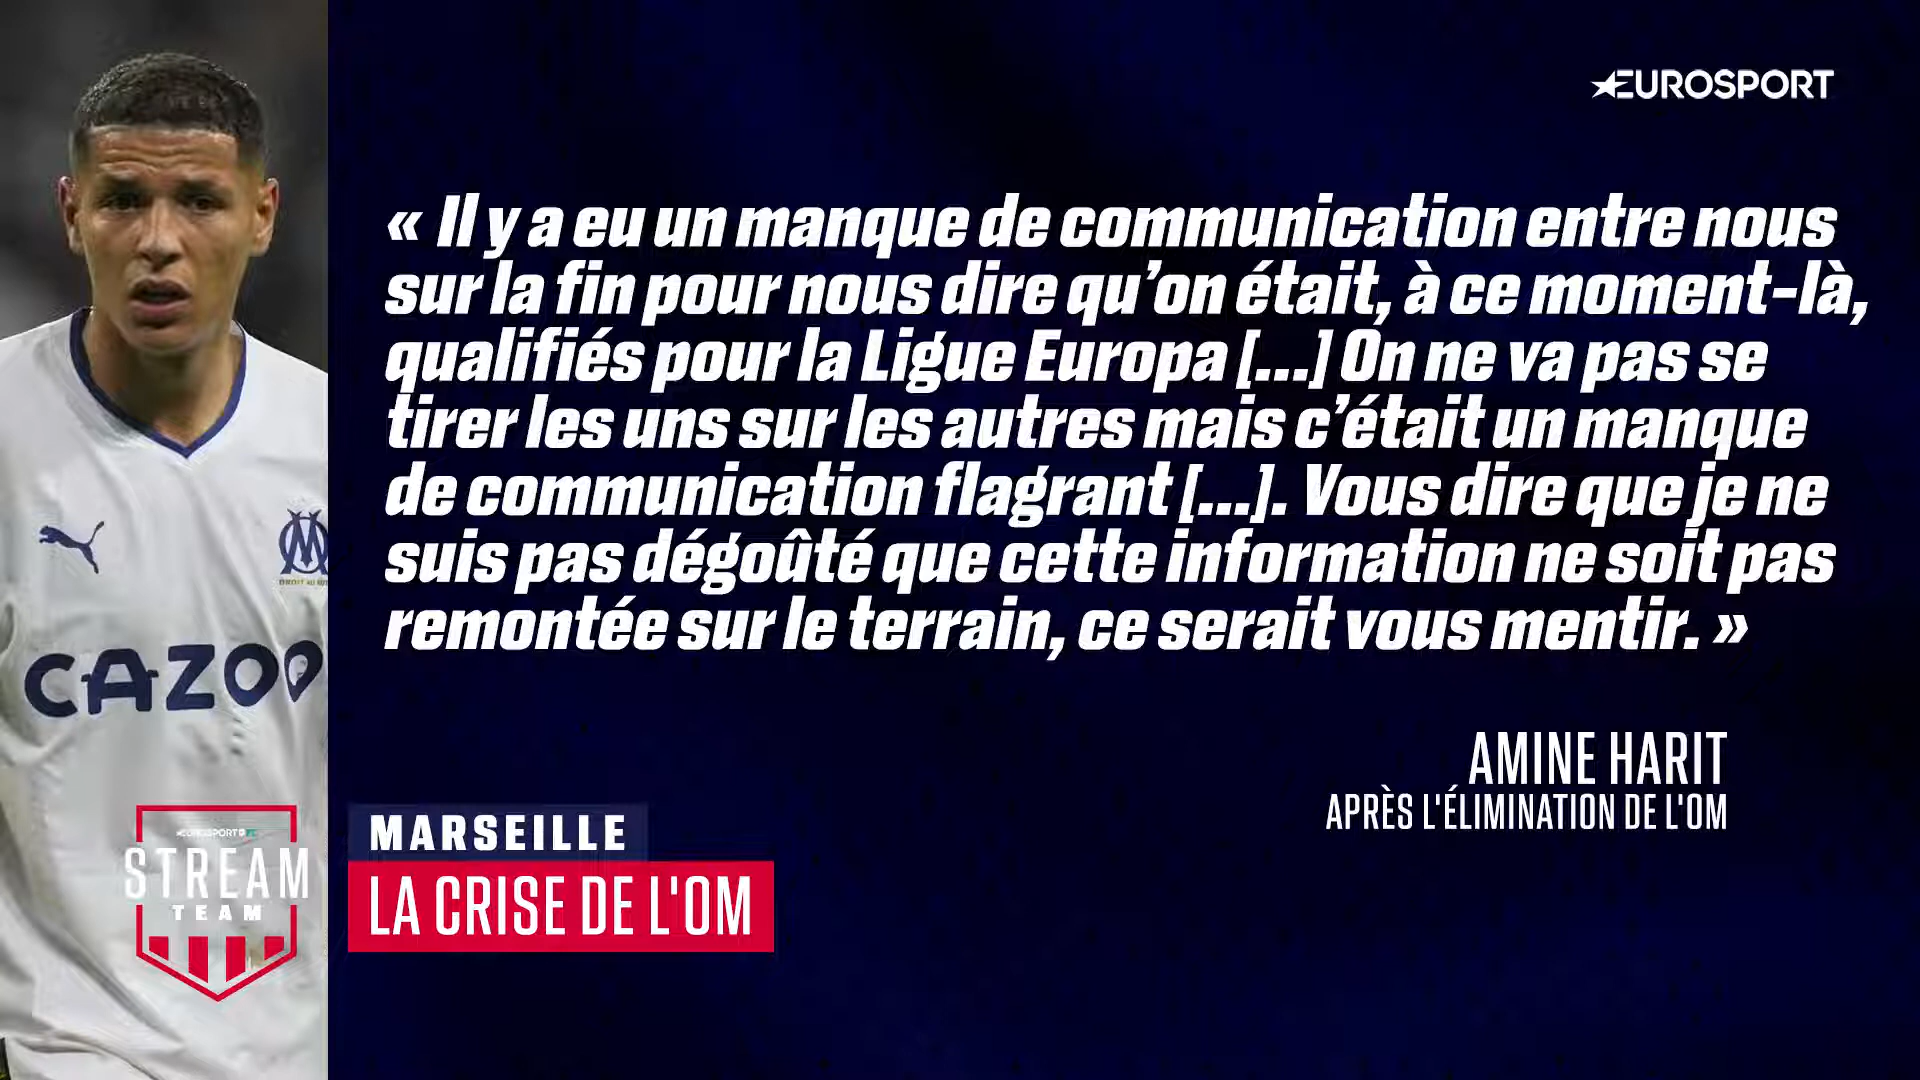 EUROSPORT
« Il y a eu un manque de communication entre nous
sur la fin pour nous dire qu’on était, à ce moment-là,
qualifiés pour la Ligue Europa [...] On ne va pas se
tirer les uns sur les autres mais c’était un manque
de communication flagrant [...]. Vous dire que je ne
suis pas dégoûté que cette information ne soit pas
remontée sur le terrain, ce serait vous mentir. »
AMINE HARIT
APRÈS L'ÉLIMINATION DE L'OM
MARSEILLE
LA CRISE DE L'OM
CAZOO
M
DROIT AU
EUROSPORT
STREAM
TEAM